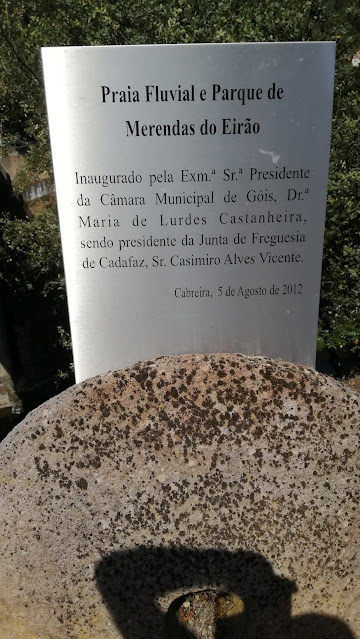 Praia Fluvial e Parque de
Merendas do Eirão
Inaugurado pela Exm.ª Sr.ª Presidente
da Câmara Municipal de Góis, Dr.ª
Maria de Lurdes Castanheira,
sendo presidente da Junta de Freguesia
de Cadafaz, Sr. Casimiro Alves Vicente.
Cabreira, 5 de Agosto de 2012